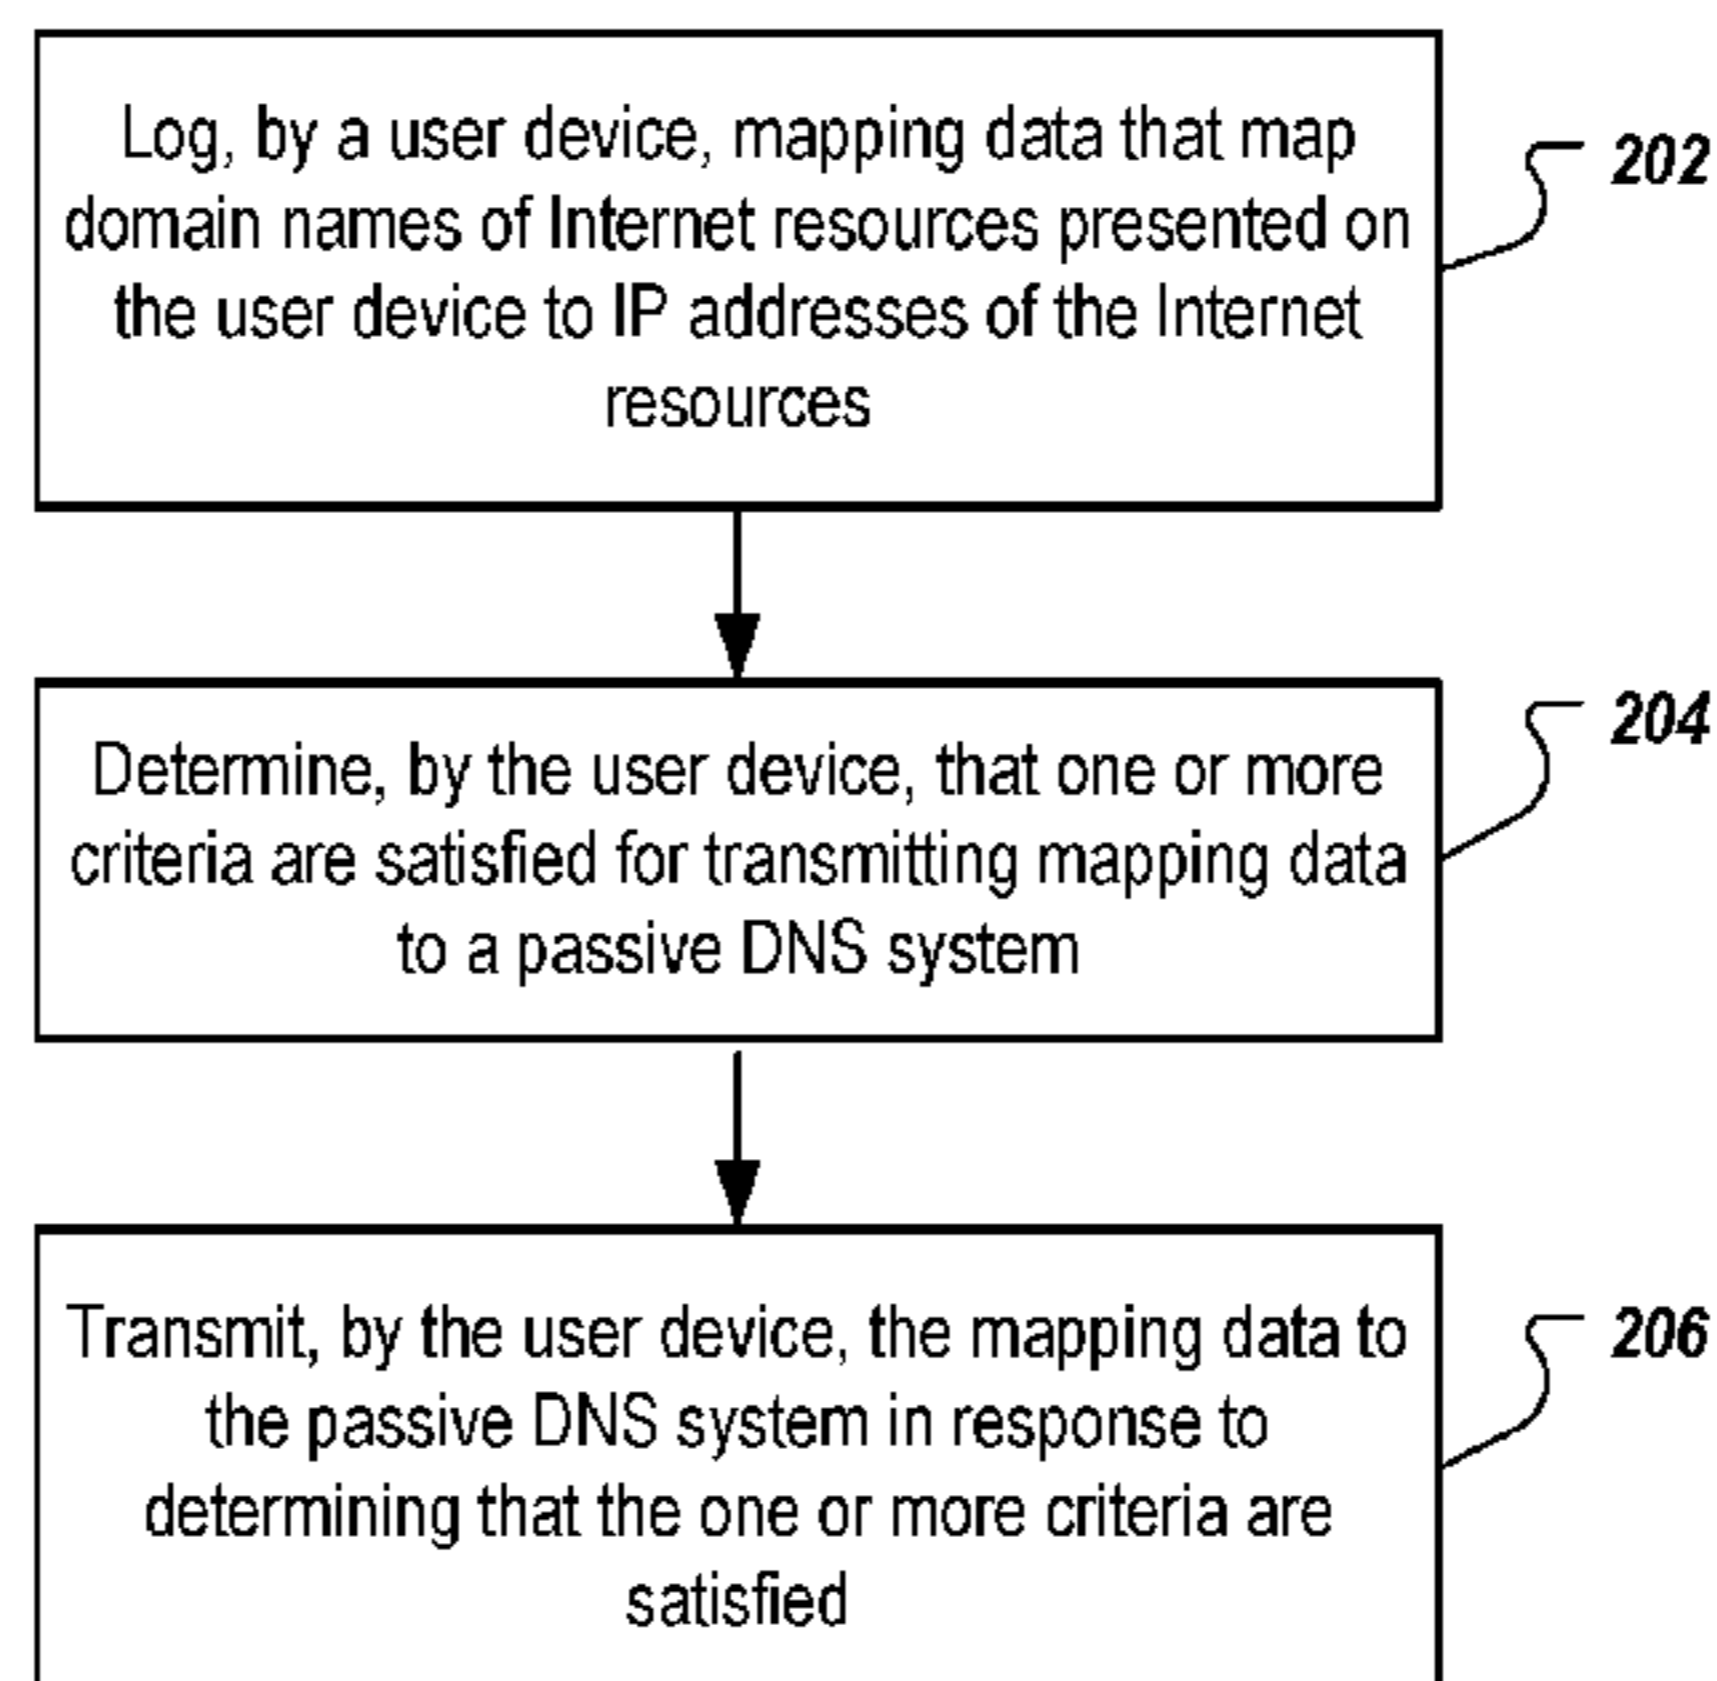 Log, by a user device, mapping data that map
domain names of Internet resources presented on
the user device to IP addresses of the Internet
resources
202
Determine, by the user device, that one or more
criteria are satisfied for transmitting mapping data
to a passive DNS system
204
Transmit, by the user device, the mapping data to
the passive DNS system in response to
determining that the one or more criteria are
satisfied
206